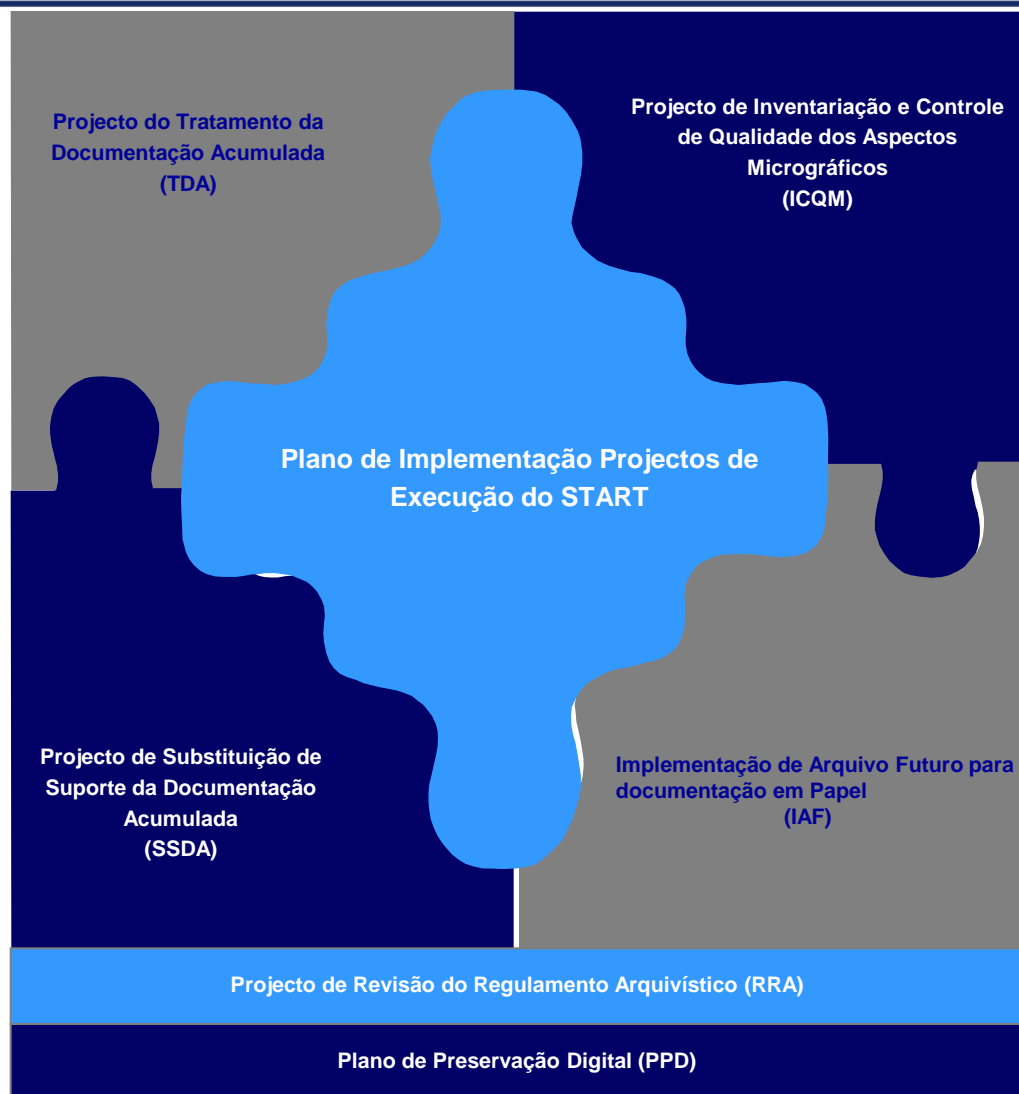 Projecto do Tratamento da
Documentação Acumulada
(TDA)
Projecto de Inventariação e Controle
de Qualidade dos Aspectos
Micrográficos
(ICQM)
Plano de Implementação Projectos de
Execução do START
Projecto de Substituição de
Suporte da Documentação
Acumulada
(SSDA)
Implementação de Arquivo Futuro para
documentação em Papel
(IAF)
Projecto de Revisão do Regulamento Arquivístico (RRA)
Plano de Preservação Digital (PPD)